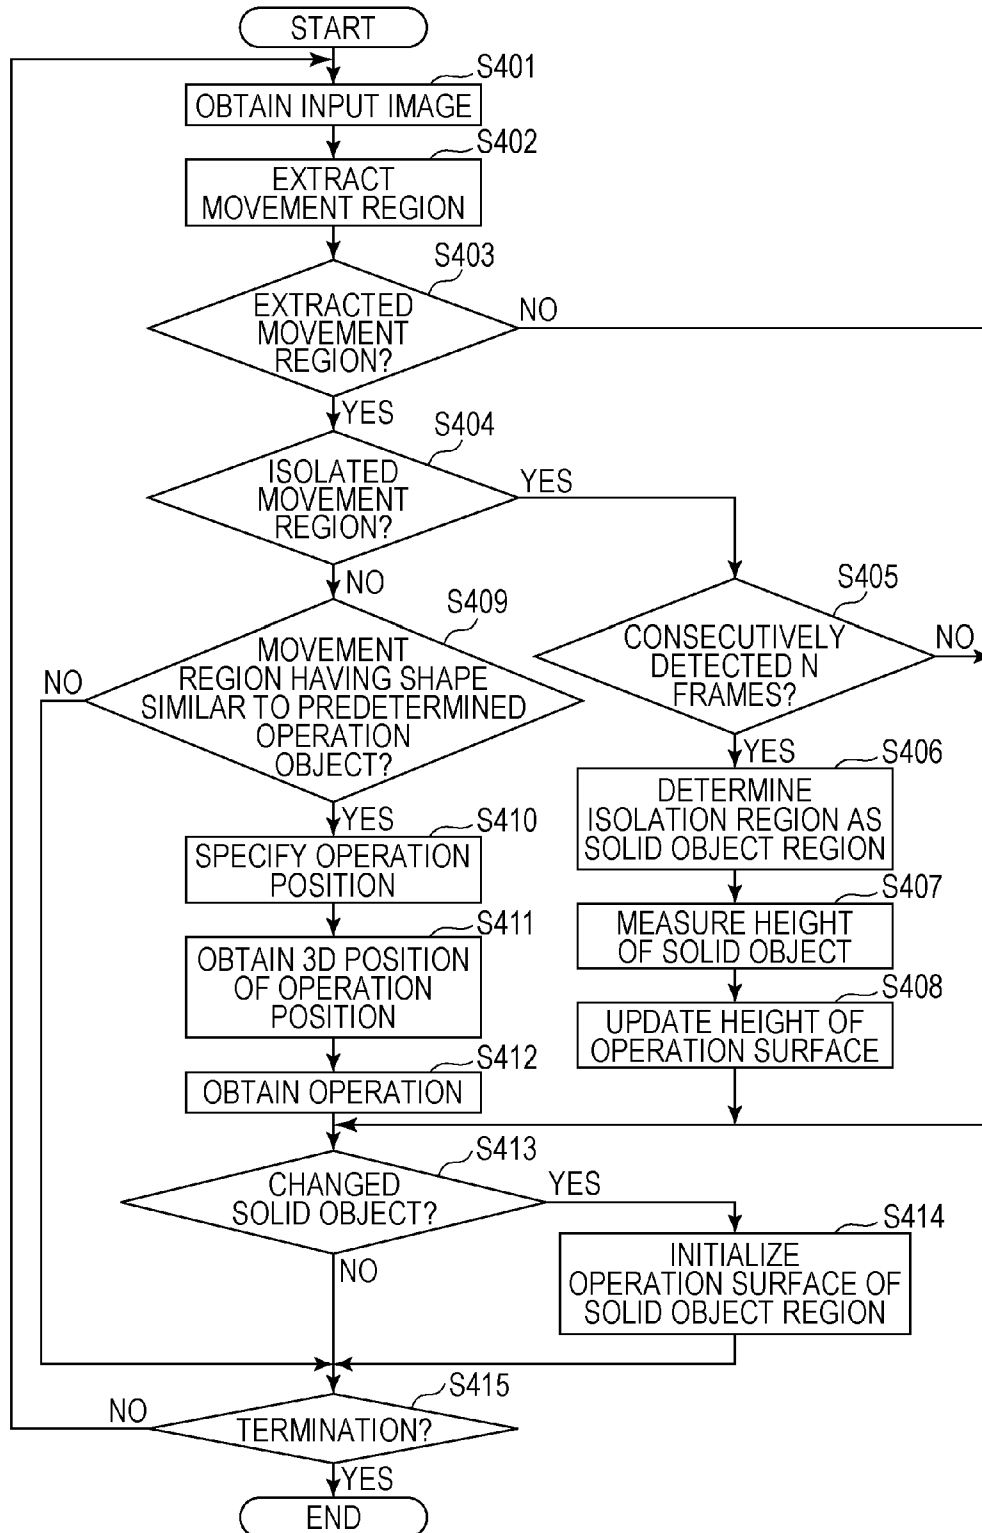 START
S401
OBTAIN INPUT IMAGE
S402
EXTRACT
MOVEMENT REGION
S403
EXTRACTED
MOVEMENT
REGION?
NO
YES
S404
ISOLATED
MOVEMENT
REGION?
YES
NO
S405
CONSECUTIVELY
DETECTED N
FRAMES?
NO
YES
S406
DETERMINE
ISOLATION REGION AS
SOLID OBJECT REGION
S407
MEASURE HEIGHT
OF SOLID OBJECT
S408
UPDATE HEIGHT OF
OPERATION SURFACE
S409
MOVEMENT
REGION HAVING SHAPE
SIMILAR TO PREDETERMINED
OPERATION
OBJECT?
NO
YES
S410
SPECIFY OPERATION
POSITION
S411
OBTAIN 3D POSITION
OF OPERATION
POSITION
S412
OBTAIN OPERATION
S413
CHANGED
SOLID OBJECT?
YES
NO
S414
INITIALIZE
OPERATION SURFACE OF
SOLID OBJECT REGION
S415
TERMINATION?
NO
YES
END